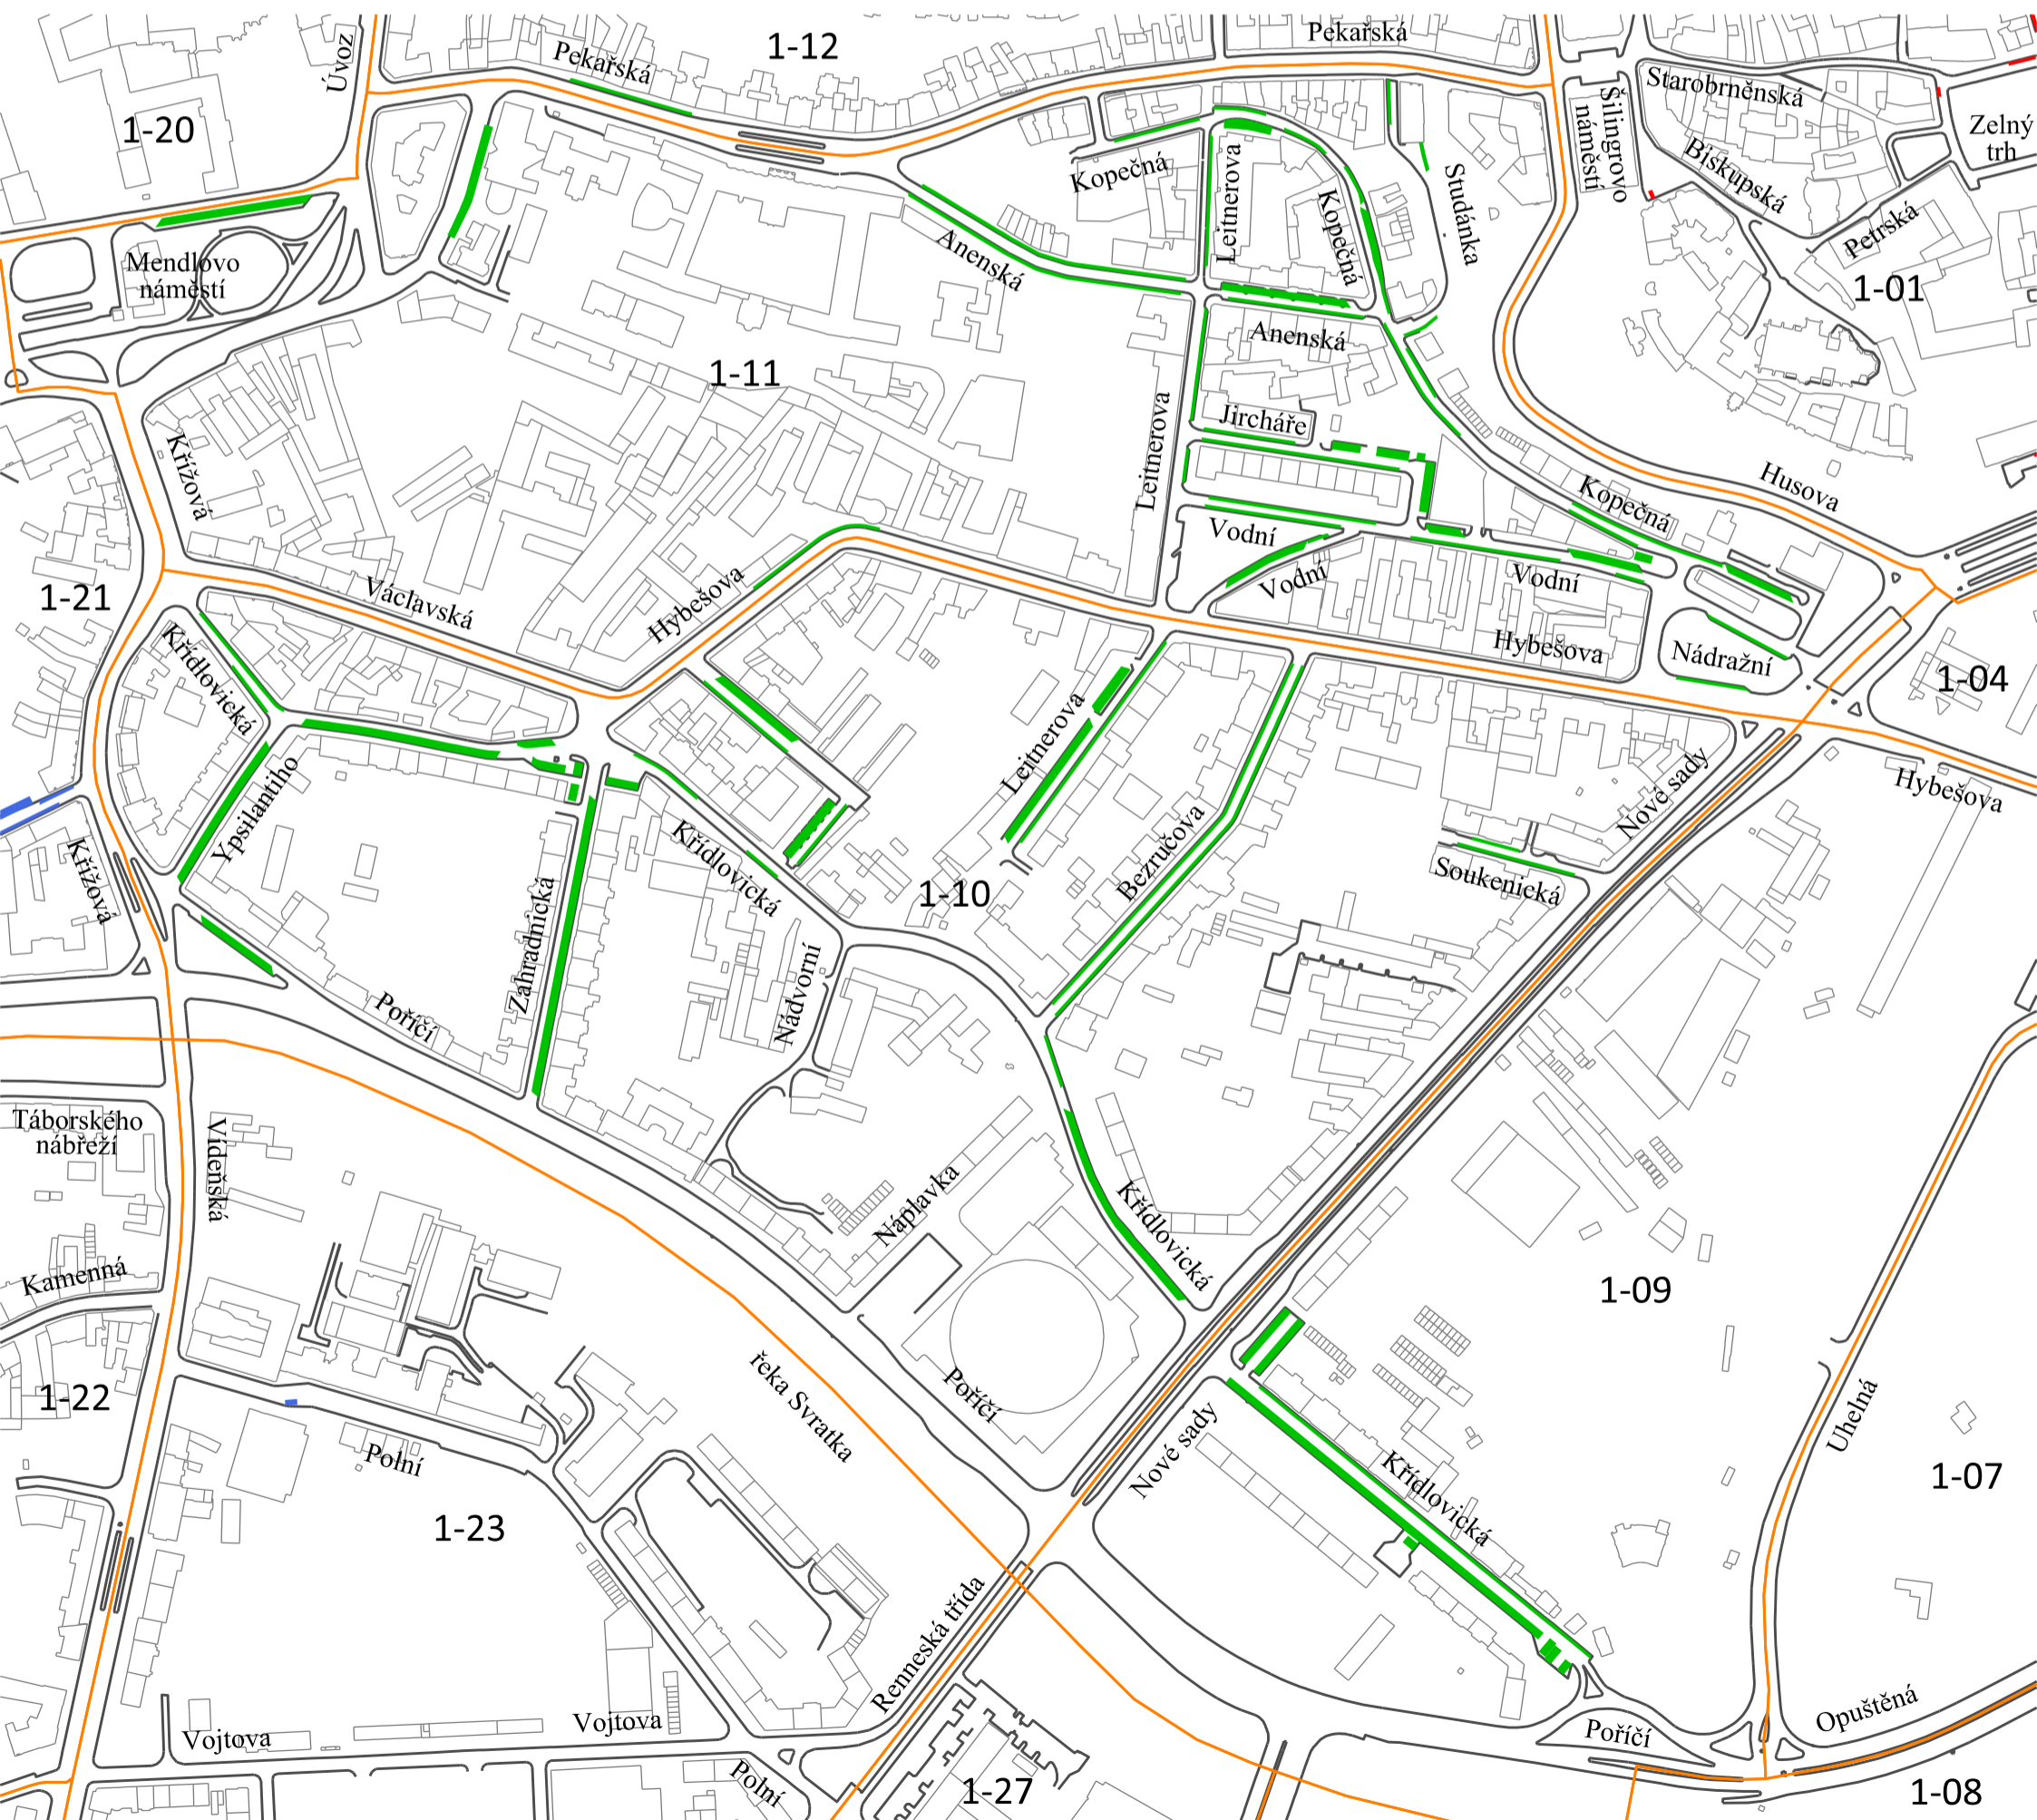 Pekařská
1-12
Pekařská
Úvoz
Starobrněnská
Šilingrovo
náměstí
Zelný
trh
1-20
Biskupská
Kopečná
Leitnerova
Kopečná
Studánka
Petrská
Mendlovo
náměstí
Anenská
1-01
Anenská
1-11
Jircháře
Leitnerova
Křížová
Husova
Kopečná
Vodní
Vodní
Vodní
1-21
Václavská
Hybešova
Hybešova
Nádražní
1-04
Křídlovická
Leitnerova
Nové sady
Hybešova
Ypsilantiho
Křídlovická
Bezručova
Soukenická
Křížová
1-10
Zahradnická
Nádvorní
Poříčí
Táborského
nábřeží
Vídeňská
Náplavka
Křídlovická
Kamenná
1-09
řeka Svratka
Poříčí
1-22
Uhelná
Nové sady
Křídlovická
Polní
1-07
1-23
Renneská třída
Vojtova
Vojtova
Opuštěná
Poříčí
Polní
1-27
1-08